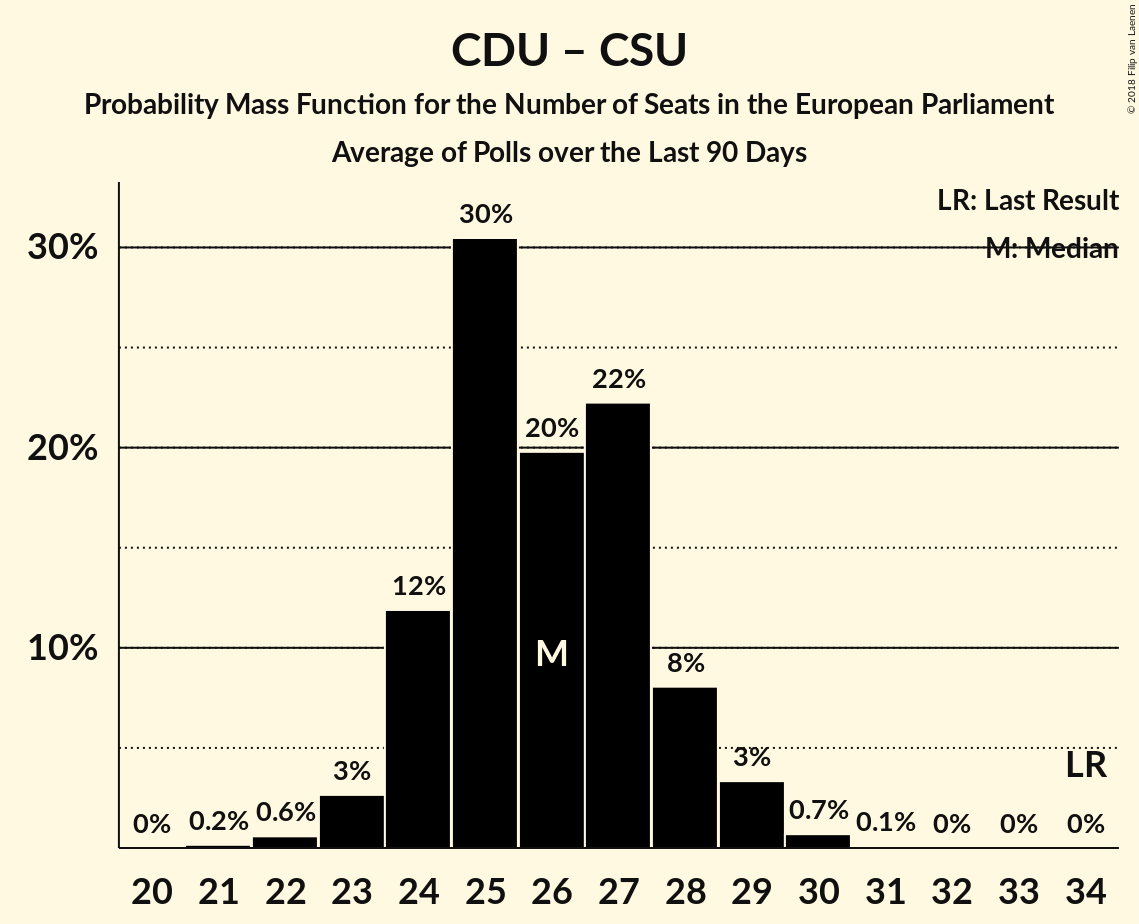 CDU – CSU
Probability Mass Function for the Number of Seats in the European Parliament
Average of Polls over the Last 90 Days
© 2018 Filip van Laenen
LR: Last Result
M: Median
30%
20%
10%
0%
0.2%
0.6%
3%
12%
30%
20%
22%
8%
3%
0.7%
0.1%
0%
0%
0%
M
LR
20 21 22 23 24 25 26 27 28 29 30 31 32 33 34